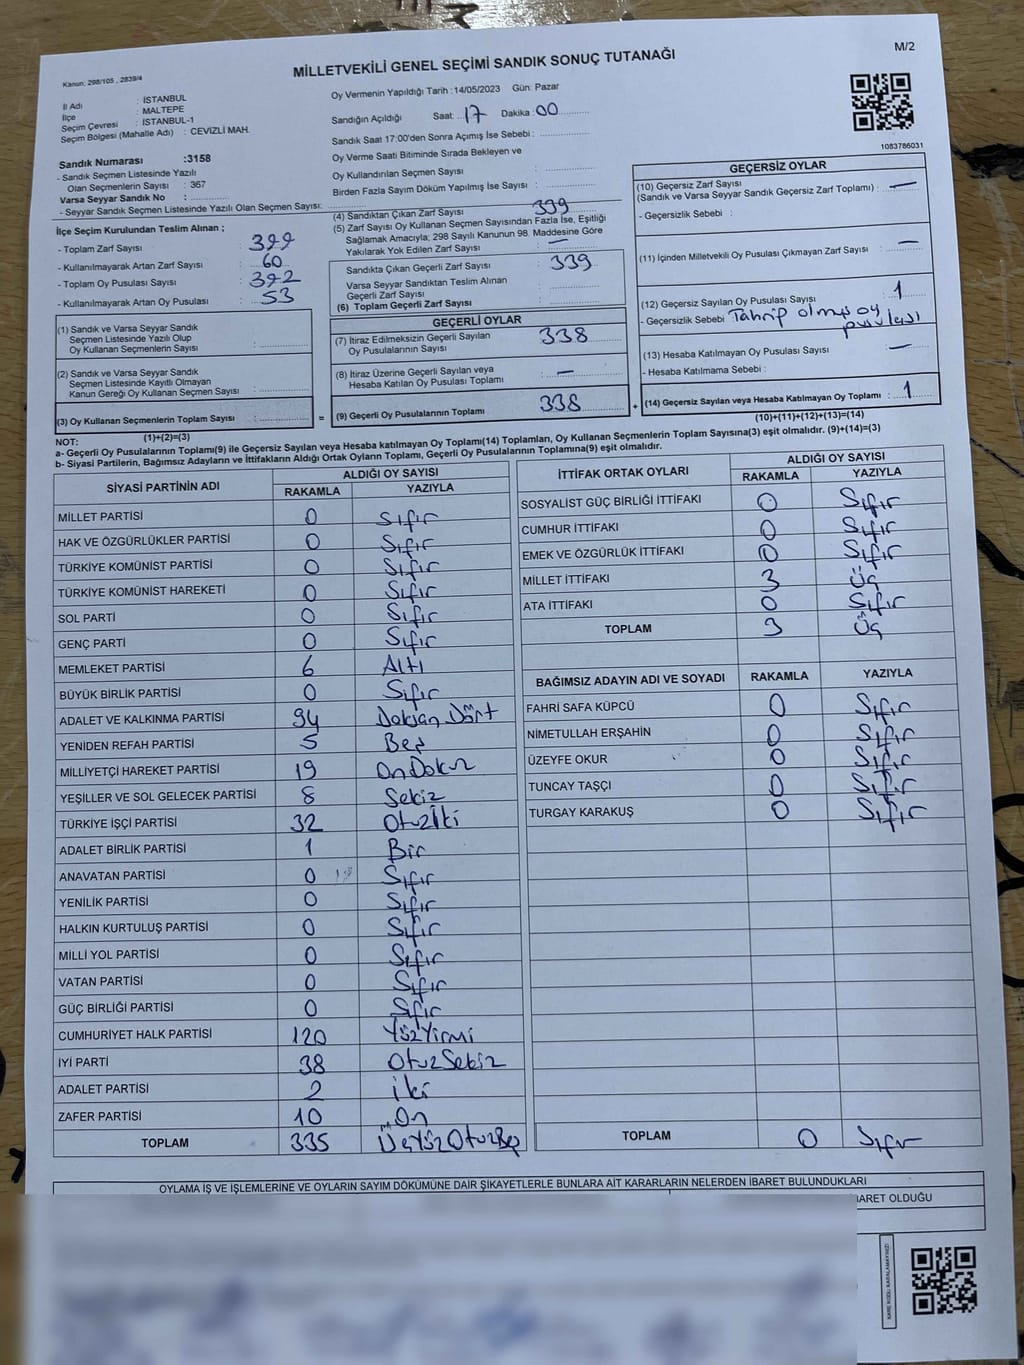 M/2
Kanun, 298/105 , 2839/4
MİLLETVEKİLİ GENEL SEÇİMİ SANDIK SONUÇ TUTANAĞI
İl Adı : İSTANBUL
İlçe : MALTEPE
Seçim Çevresi : İSTANBUL-1
Seçim Bölgesi (Mahalle Adı) : CEVİZLİ MAH.
Sandık Numarası :3158
- Sandık Seçmen Listesinde Yazılı
Olan Seçmenlerin Sayısı : 367
Varsa Seyyar Sandık No :
- Seyyar Sandık Seçmen Listesinde Yazılı Olan Seçmen Sayısı:
Oy Vermenin Yapıldığı Tarih :14/05/2023 Gün: Pazar
Sandığın Açıldığı Saat: 17 Dakika :00
Sandık Saat 17:00'den Sonra Açımış İse Sebebi :
Oy Verme Saati Bitiminde Sırada Bekleyen ve
Oy Kullandırılan Seçmen Sayısı :
Birden Fazla Sayım Döküm Yapılmış İse Sayısı :
1083786031
İlçe Seçim Kurulundan Teslim Alınan ;
- Toplam Zarf Sayısı : 399
- Kullanılmayarak Artan Zarf Sayısı : 60
- Toplam Oy Pusulası Sayısı : 392
- Kullanılmayarak Artan Oy Pusulası : 53
(4) Sandıktan Çıkan Zarf Sayısı : 339
(5) Zarf Sayısı Oy Kullanan Seçmen Sayısından Fazla İse, Eşitliği
Sağlamak Amacıyla; 298 Sayılı Kanunun 98. Maddesine Göre
Yakılarak Yok Edilen Zarf Sayısı : —
Sandıkta Çıkan Geçerli Zarf Sayısı : 339
Varsa Seyyar Sandıktan Teslim Alınan
Geçerli Zarf Sayısı :
(6) Toplam Geçerli Zarf Sayısı :
GEÇERSİZ OYLAR
(10) Geçersiz Zarf Sayısı
(Sandık ve Varsa Seyyar Sandık Geçersiz Zarf Toplamı) : —
- Geçersizlik Sebebi :
(11) İçinden Milletvekili Oy Pusulası Çıkmayan Zarf Sayısı : —
(12) Geçersiz Sayılan Oy Pusulası Sayısı : 1
- Geçersizlik Sebebi Tahrip olmuş oy
pusulası
(13) Hesaba Katılmayan Oy Pusulası Sayısı : —
- Hesaba Katılmama Sebebi :
(1) Sandık ve Varsa Seyyar Sandık
Seçmen Listesinde Yazılı Olup
Oy Kullanan Seçmenlerin Sayısı :
(2) Sandık ve Varsa Seyyar Sandık
Seçmen Listesinde Kayıtlı Olmayan
Kanun Gereği Oy Kullanan Seçmen Sayısı :
(3) Oy Kullanan Seçmenlerin Toplam Sayısı : =
(1)+(2)=(3)
GEÇERLİ OYLAR
(7) İtiraz Edilmeksizin Geçerli Sayılan
Oy Pusulalarının Sayısı : 338
(8) İtiraz Üzerine Geçerli Sayılan veya
Hesaba Katılan Oy Pusulası Toplamı : —
(9) Geçerli Oy Pusulalarının Toplamı : 338
+ (14) Geçersiz Sayılan veya Hesaba Katılmayan Oy Toplamı : 1
(10)+(11)+(12)+(13)=(14)
NOT:
a- Geçerli Oy Pusulalarının Toplamı(9) ile Geçersiz Sayılan veya Hesaba katılmayan Oy Toplamı(14) Toplamları, Oy Kullanan Seçmenlerin Toplam Sayısına(3) eşit olmalıdır. (9)+(14)=(3)
b- Siyasi Partilerin, Bağımsız Adayların ve İttifakların Aldığı Ortak Oyların Toplamı, Geçerli Oy Pusulalarının Toplamına(9) eşit olmalıdır.
SİYASİ PARTİNİN ADI ALDIĞI OY SAYISI
RAKAMLA YAZIYLA
MİLLET PARTİSİ 0 Sıfır
HAK VE ÖZGÜRLÜKLER PARTİSİ 0 Sıfır
TÜRKİYE KOMÜNİST PARTİSİ 0 Sıfır
TÜRKİYE KOMÜNİST HAREKETİ 0 Sıfır
SOL PARTİ 0 Sıfır
GENÇ PARTİ 0 Sıfır
MEMLEKET PARTİSİ 6 Altı
BÜYÜK BİRLİK PARTİSİ 0 Sıfır
ADALET VE KALKINMA PARTİSİ 94 Doksan Dört
YENİDEN REFAH PARTİSİ 5 Beş
MİLLİYETÇİ HAREKET PARTİSİ 19 On Dokuz
YEŞİLLER VE SOL GELECEK PARTİSİ 8 Sekiz
TÜRKİYE İŞÇİ PARTİSİ 32 Otuz İki
ADALET BİRLİK PARTİSİ 1 Bir
ANAVATAN PARTİSİ 0 Sıfır
YENİLİK PARTİSİ 0 Sıfır
HALKIN KURTULUŞ PARTİSİ 0 Sıfır
MİLLİ YOL PARTİSİ 0 Sıfır
VATAN PARTİSİ 0 Sıfır
GÜÇ BİRLİĞİ PARTİSİ 0 Sıfır
CUMHURİYET HALK PARTİSİ 120 YüzYirmi
İYİ PARTİ 38 OtuzSekiz
ADALET PARTİSİ 2 iki
ZAFER PARTİSİ 10 On
TOPLAM 335 ÜçYüzOtuzBeş
İTTİFAK ORTAK OYLARI ALDIĞI OY SAYISI
RAKAMLA YAZIYLA
SOSYALİST GÜÇ BİRLİĞİ İTTİFAKI 0 Sıfır
CUMHUR İTTİFAKI 0 Sıfır
EMEK VE ÖZGÜRLÜK İTTİFAKI 0 Sıfır
MİLLET İTTİFAKI 3 Üç
ATA İTTİFAKI 0 Sıfır
TOPLAM 3 Üç
BAĞIMSIZ ADAYIN ADI VE SOYADI RAKAMLA YAZIYLA
FAHRİ SAFA KÜPCÜ 0 Sıfır
NİMETULLAH ERŞAHİN 0 Sıfır
ÜZEYFE OKUR 0 Sıfır
TUNCAY TAŞÇI 0 Sıfır
TURGAY KARAKUŞ 0 Sıfır
TOPLAM 0 Sıfır
OYLAMA İŞ VE İŞLEMLERİNE VE OYLARIN SAYIM DÖKÜMÜNE DAİR ŞİKAYETLERLE BUNLARA AİT KARARLARIN NELERDEN İBARET BULUNDUKLARI
BARET OLDUĞU
KARE KODU KARALAMAYINIZ!